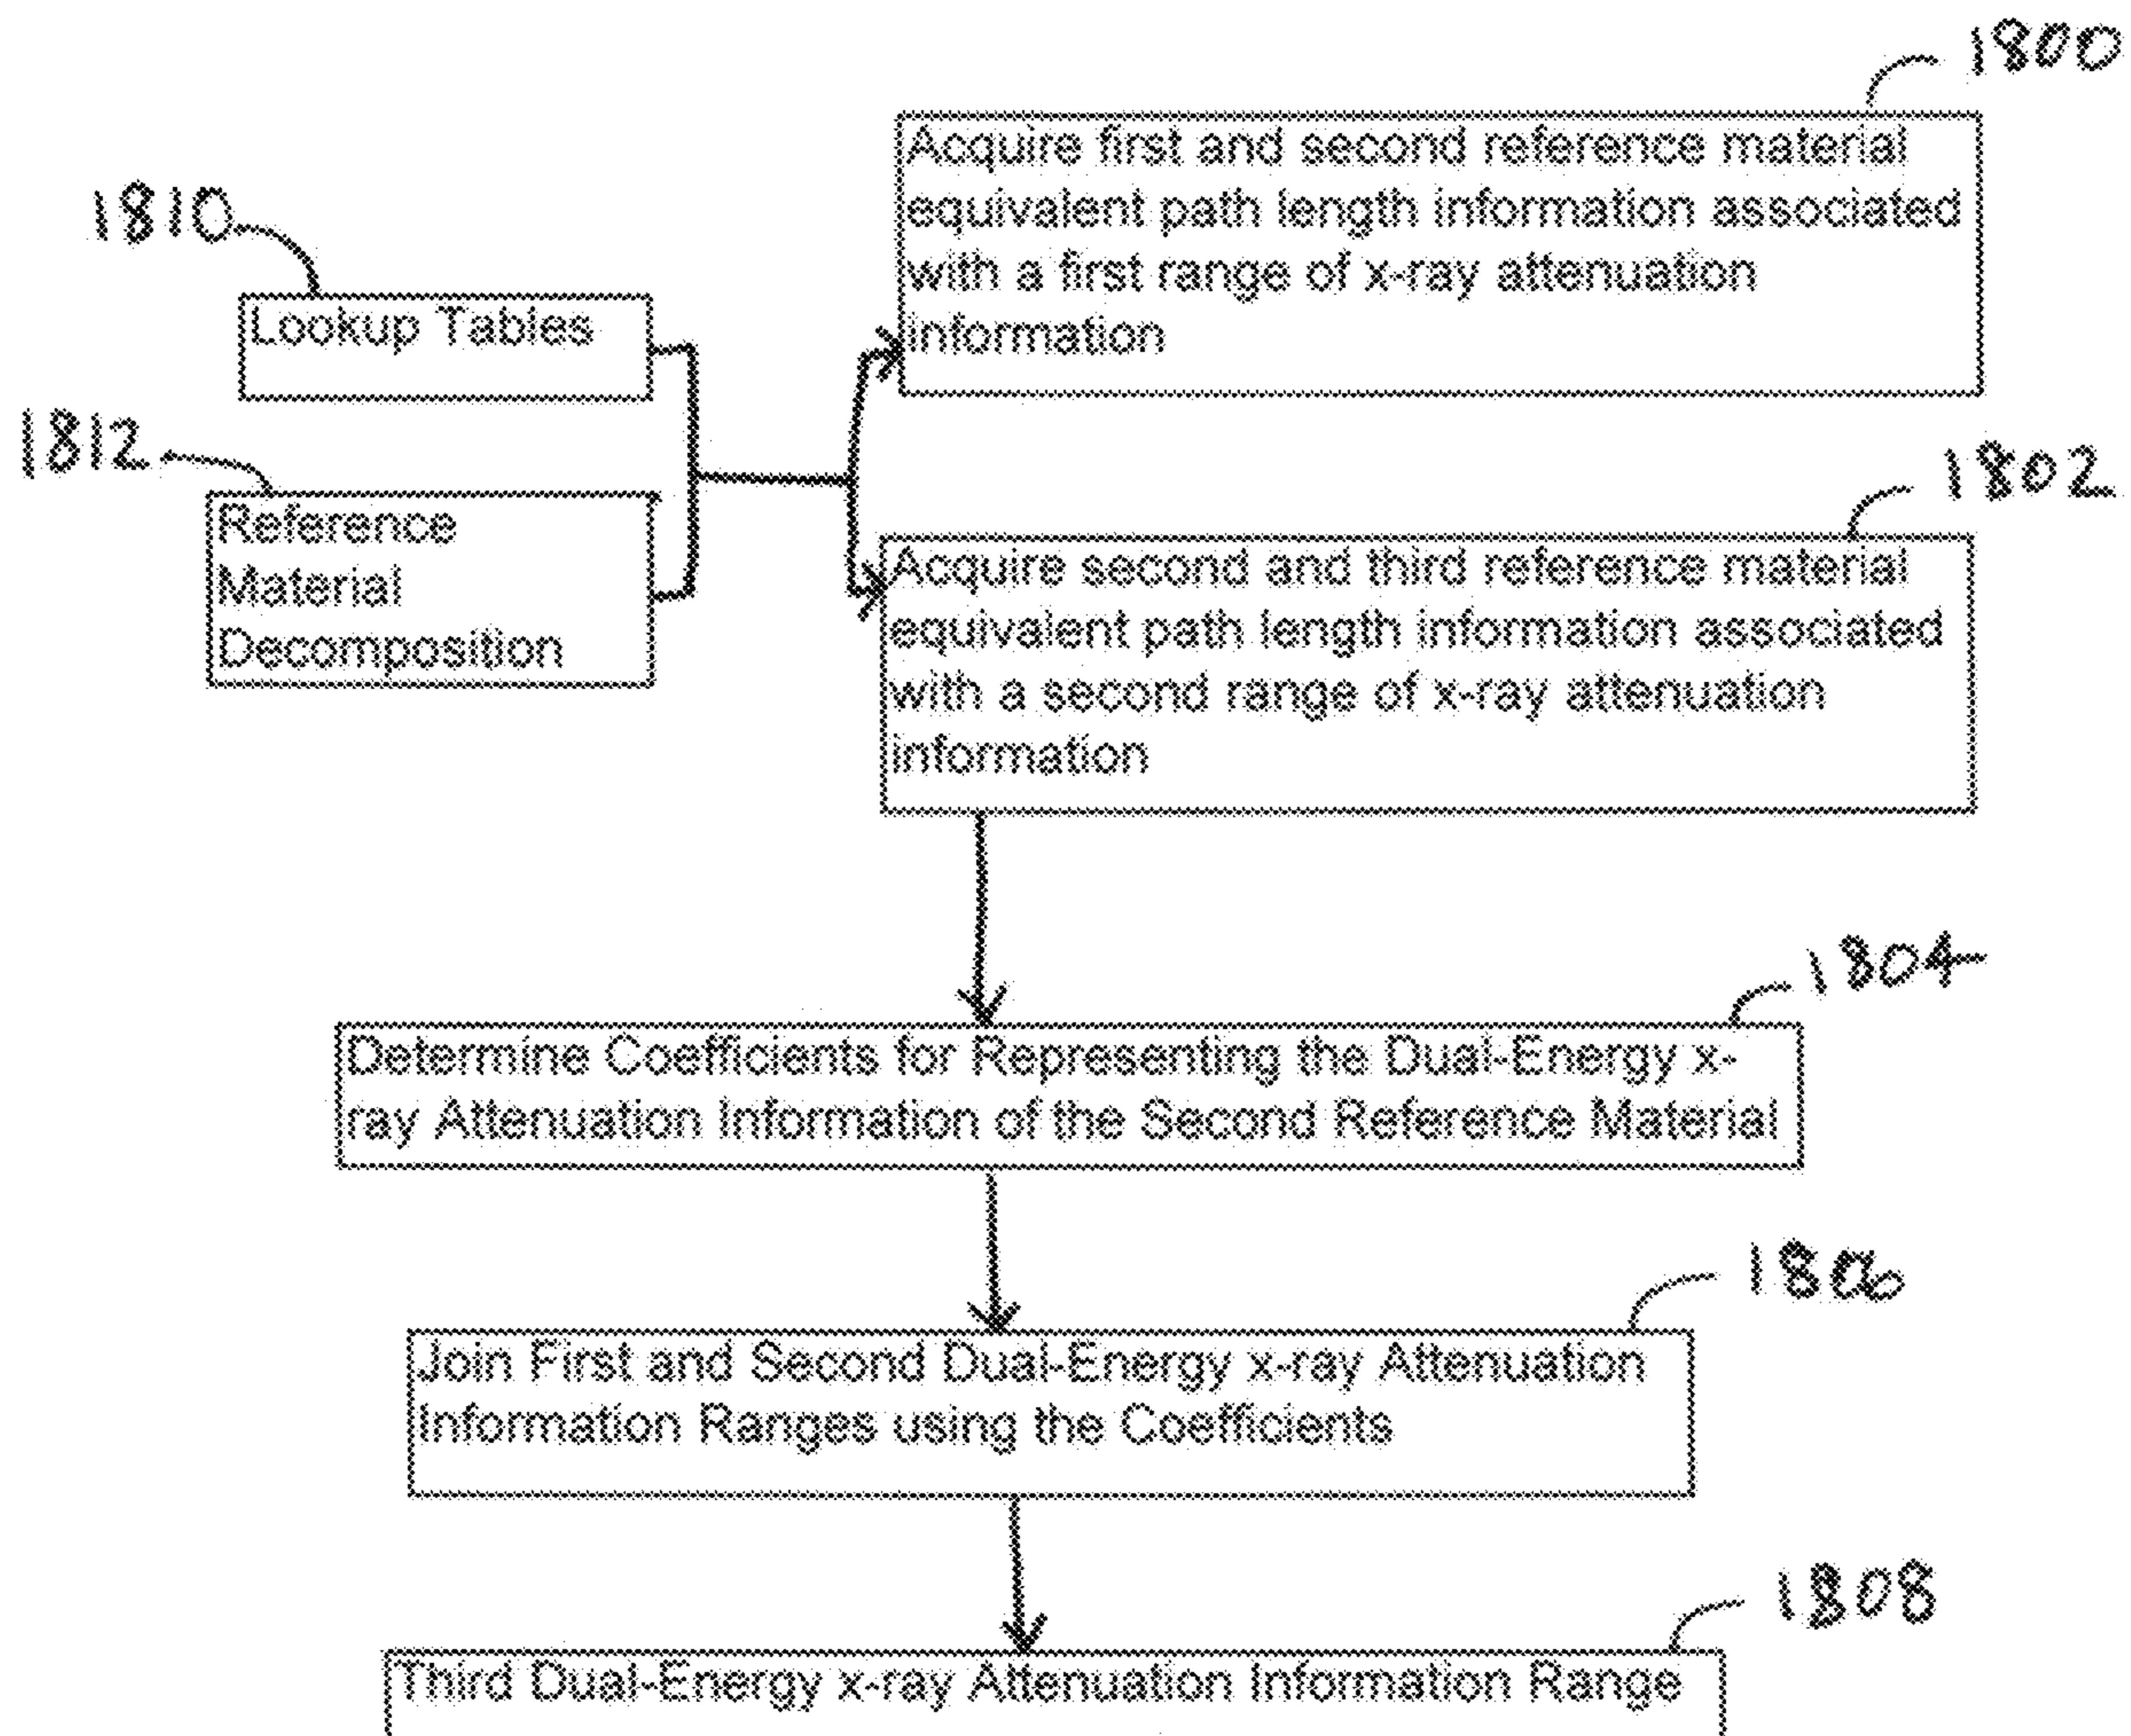 1800
Acquire first and second reference material
equivalent path length information associated
with a first range of x-ray attenuation
information
1810
Lookup Tables
1812
Reference
Material
Decomposition
1802
Acquire second and third reference material
equivalent path length information associated
with a second range of x-ray attenuation
information
1804
Determine Coefficients for Representing the Dual-Energy x-
ray Attenuation Information of the Second Reference Material
1806
Join First and Second Dual-Energy x-ray Attenuation
Information Ranges using the Coefficients
1808
Third Dual-Energy x-ray Attenuation Information Range